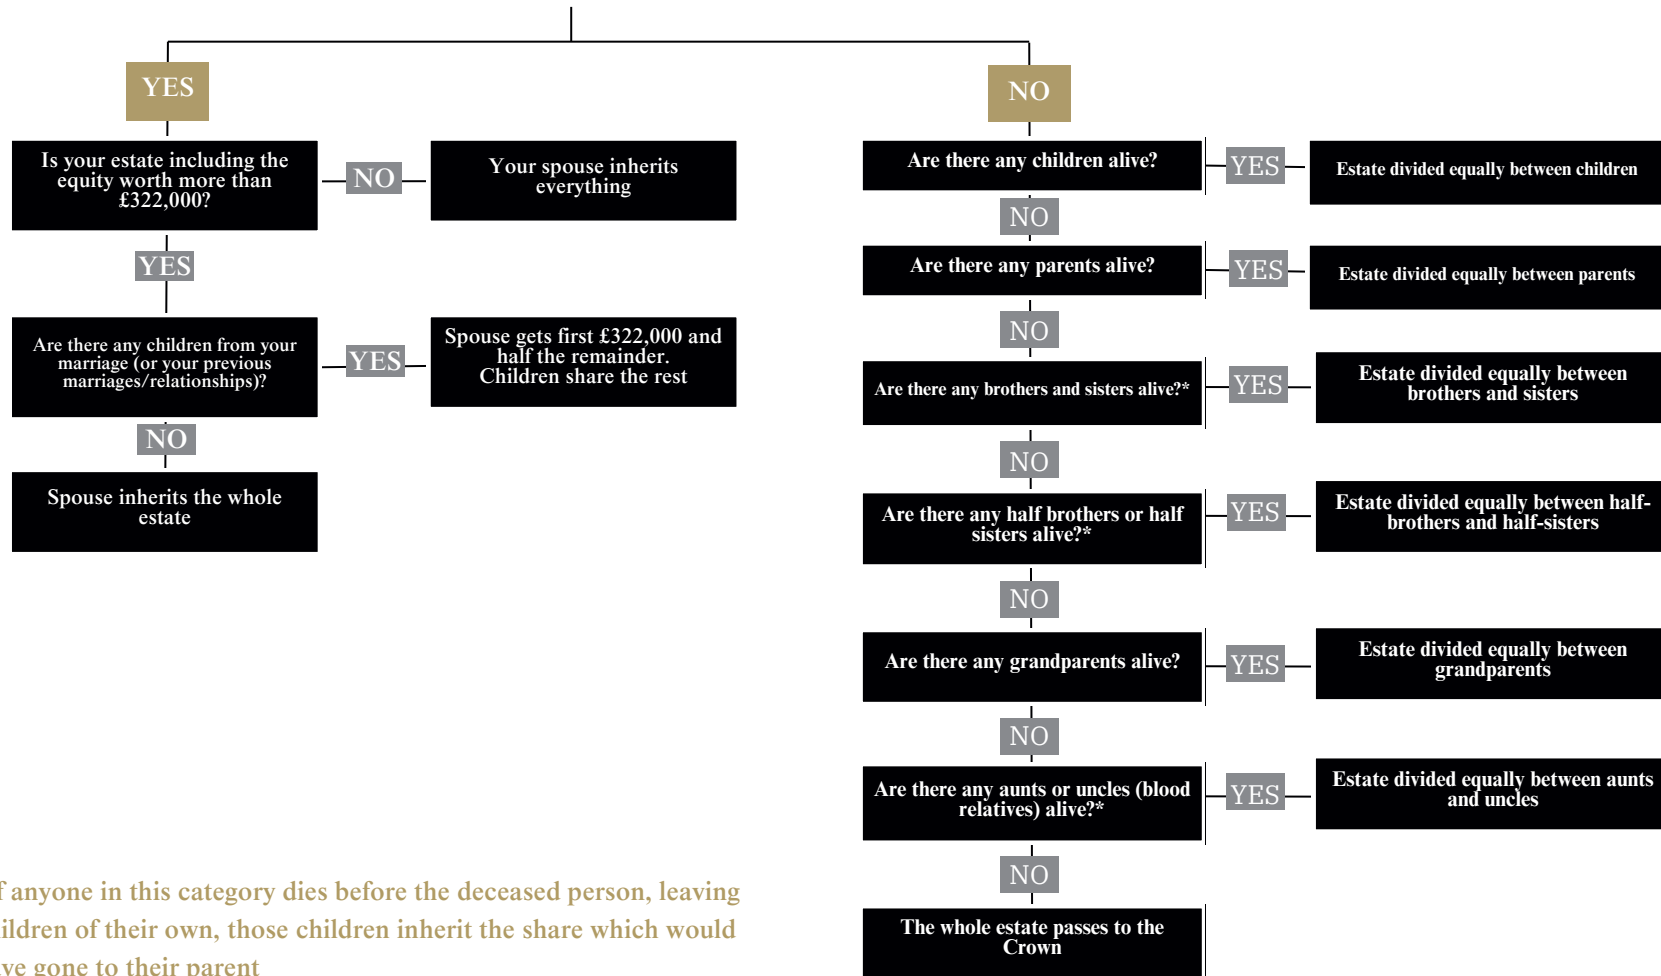 YES
Is your estate including the
equity worth more than
£322,000?
NO
Your spouse inherits
everything
YES
Are there any children from your
marriage (or your previous
marriages/relationships)?
YES
Spouse gets first £322,000 and
half the remainder.
Children share the rest
NO
Spouse inherits the whole
estate
NO
Are there any children alive?
YES
Estate divided equally between children
NO
Are there any parents alive?
YES
Estate divided equally between parents
NO
Are there any brothers and sisters alive?*
YES
Estate divided equally between
brothers and sisters
NO
Are there any half brothers or half
sisters alive?*
YES
Estate divided equally between half-
brothers and half-sisters
NO
Are there any grandparents alive?
YES
Estate divided equally between
grandparents
NO
Are there any aunts or uncles (blood
relatives) alive?*
YES
Estate divided equally between aunts
and uncles
NO
The whole estate passes to the
Crown
anyone in this category dies before the deceased person, leaving
of their own, those children inherit the share which would
gone to their parent